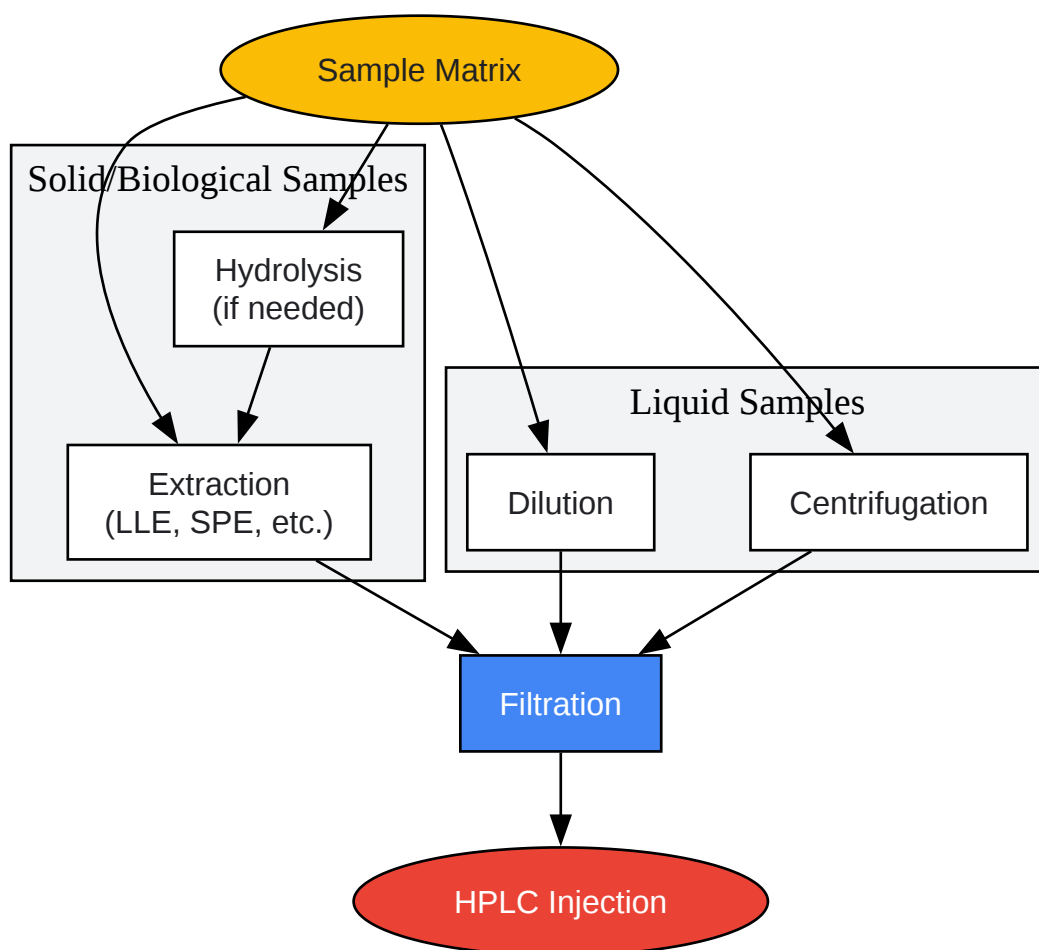 Sample Matrix
Solid/Biological Samples
Hydrolysis
(if needed)
Extraction
(LLE, SPE, etc.)
Liquid Samples
Dilution
Centrifugation
Filtration
HPLC Injection